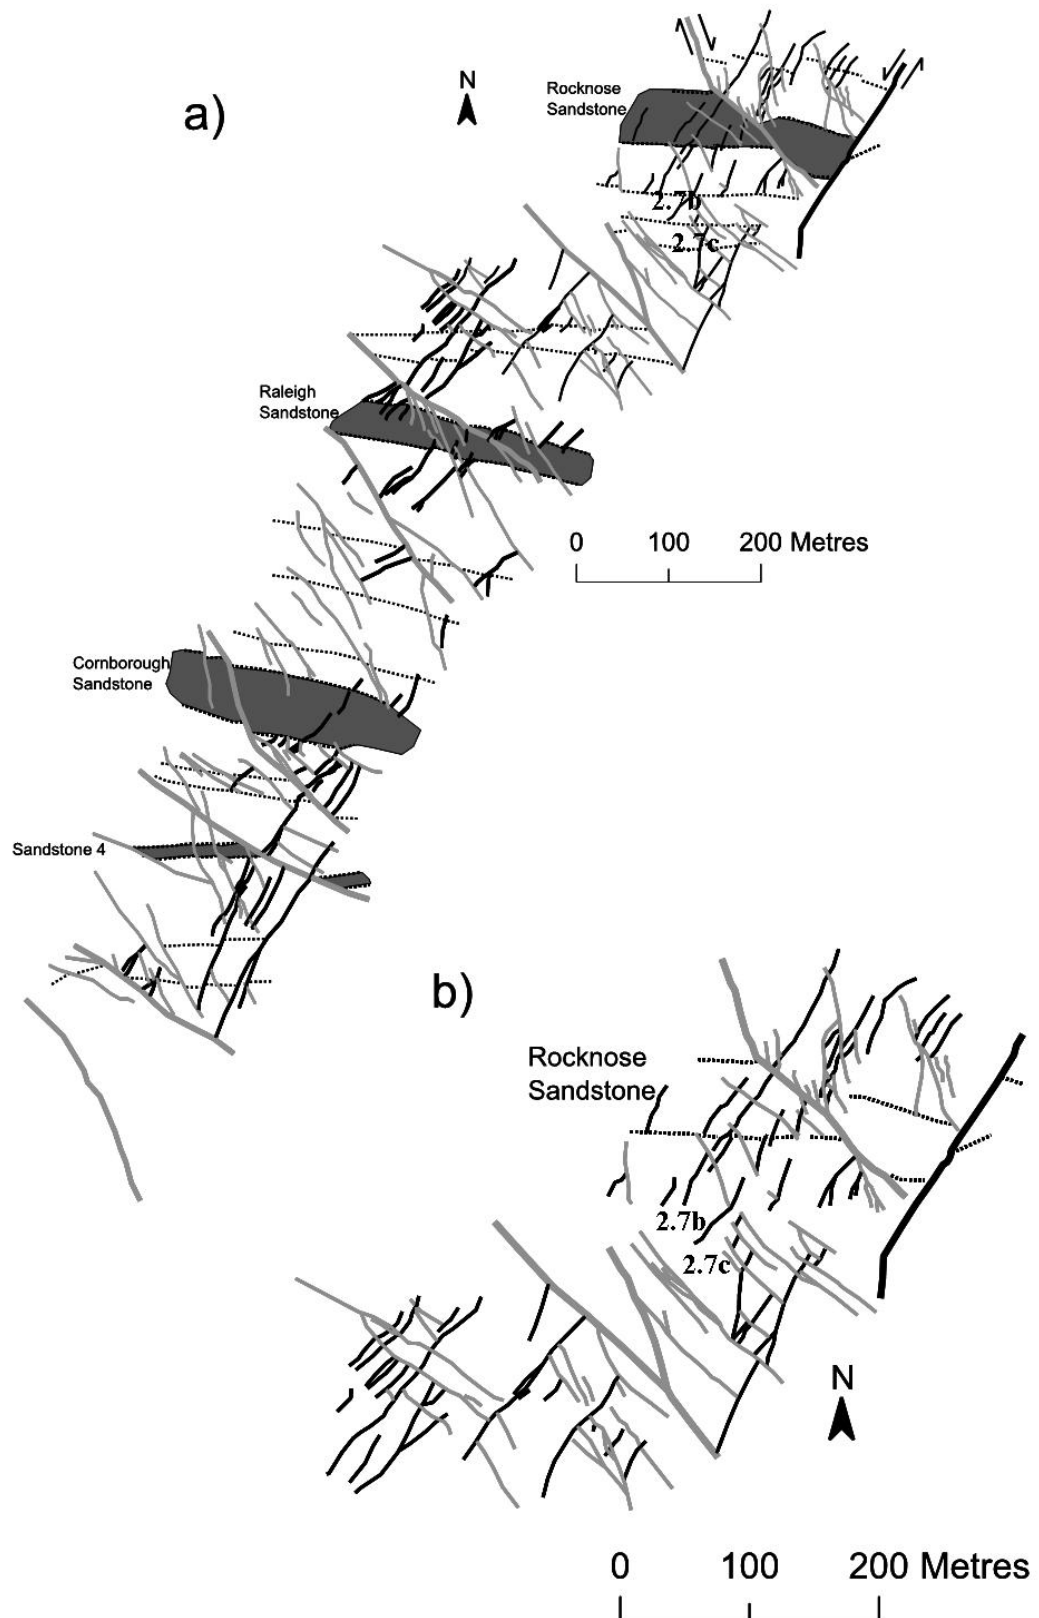 a)
N
Rocknose
Sandstone
2.7b
2.7c
Raleigh
Sandstone
0 100 200 Metres
Cornborough
Sandstone
Sandstone 4
b)
Rocknose
Sandstone
2.7b
2.7c
N
0 100 200 Metres